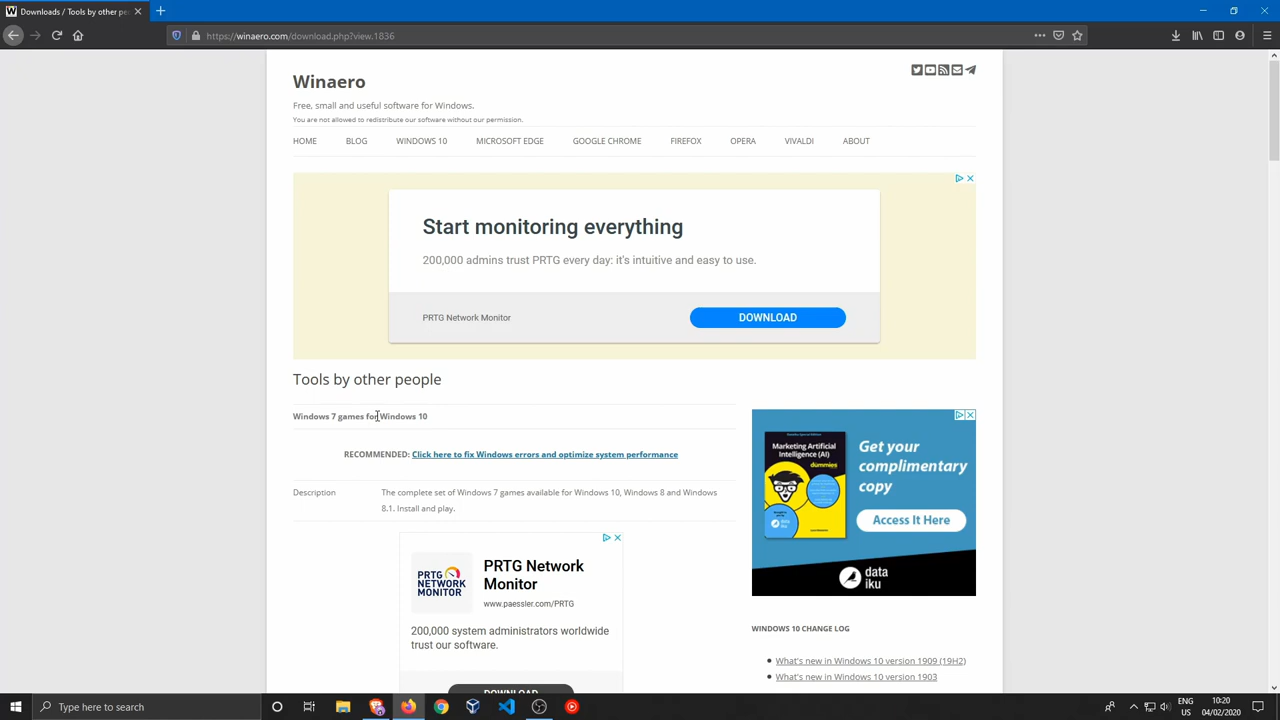 Downloads / Tools by other pe
https://winaero.com/download.php?view.1836
Winaero
Free, small and useful software for Windows.
You are not allowed to redistribute our software without our permission.
HOME BLOG WINDOWS 10 MICROSOFT EDGE GOOGLE CHROME FIREFOX OPERA VIVALDI ABOUT
Start monitoring everything
200,000 admins trust PRTG every day: it's intuitive and easy to use.
PRTG Network Monitor DOWNLOAD
Tools by other people
Windows 7 games for Windows 10
RECOMMENDED: Click here to fix Windows errors and optimize system performance
Description The complete set of Windows 7 games available for Windows 10, Windows 8 and Windows
8.1. Install and play.
PRTG
NETWORK
MONITOR
PRTG Network
Monitor
www.paessler.com/PRTG
200,000 system administrators worldwide
trust our software.
DOWNLOAD
Marketing Artificial
Intelligence (AI)
dummies
Get your
complimentary
copy
Access It Here
data
iku
WINDOWS 10 CHANGE LOG
What's new in Windows 10 version 1909 (19H2)
What's new in Windows 10 version 1903
Type here to search
ENG
US
10:20
04/02/2020